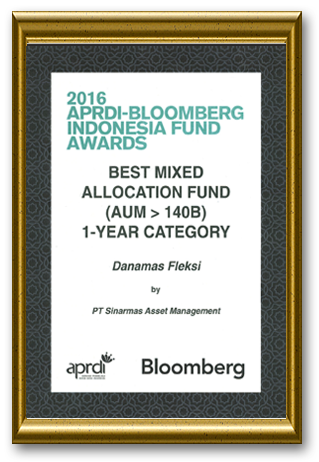 2016
APRDI-BLOOMBERG
INDONESIA FUND
AWARDS
BEST MIXED
ALLOCATION FUND
(AUM > 140B)
1-YEAR CATEGORY
Danamas Fleksi
by
PT Sinarmas Asset Management
aprdi
Bloomberg